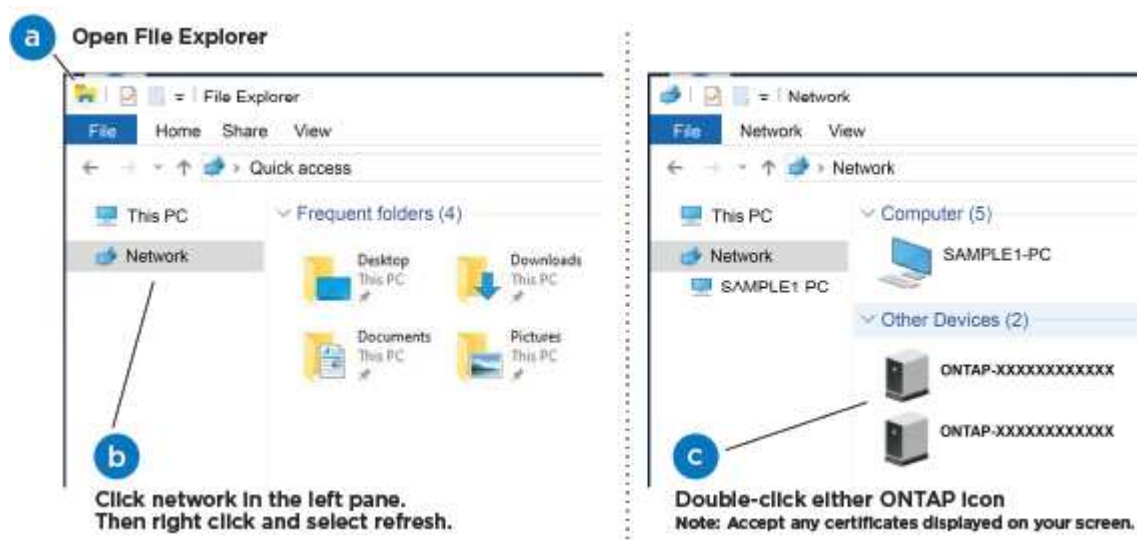 a Open File Explorer
File Explorer
File Home Share View
Quick access
This PC
Network
Frequent folders (4)
Desktop
This PC
Downloads
This PC
Documents
This PC
Pictures
This PC
b
Click network in the left pane.
Then right click and select refresh.
Network
File Network View
Network
This PC
Network
SAMPLE1 PC
Computer (5)
SAMPLE1-PC
Other Devices (2)
ONTAP-XXXXXXXXXXXX
ONTAP-XXXXXXXXXXXX
c
Double-click either ONTAP icon
Note: Accept any certificates displayed on your screen.